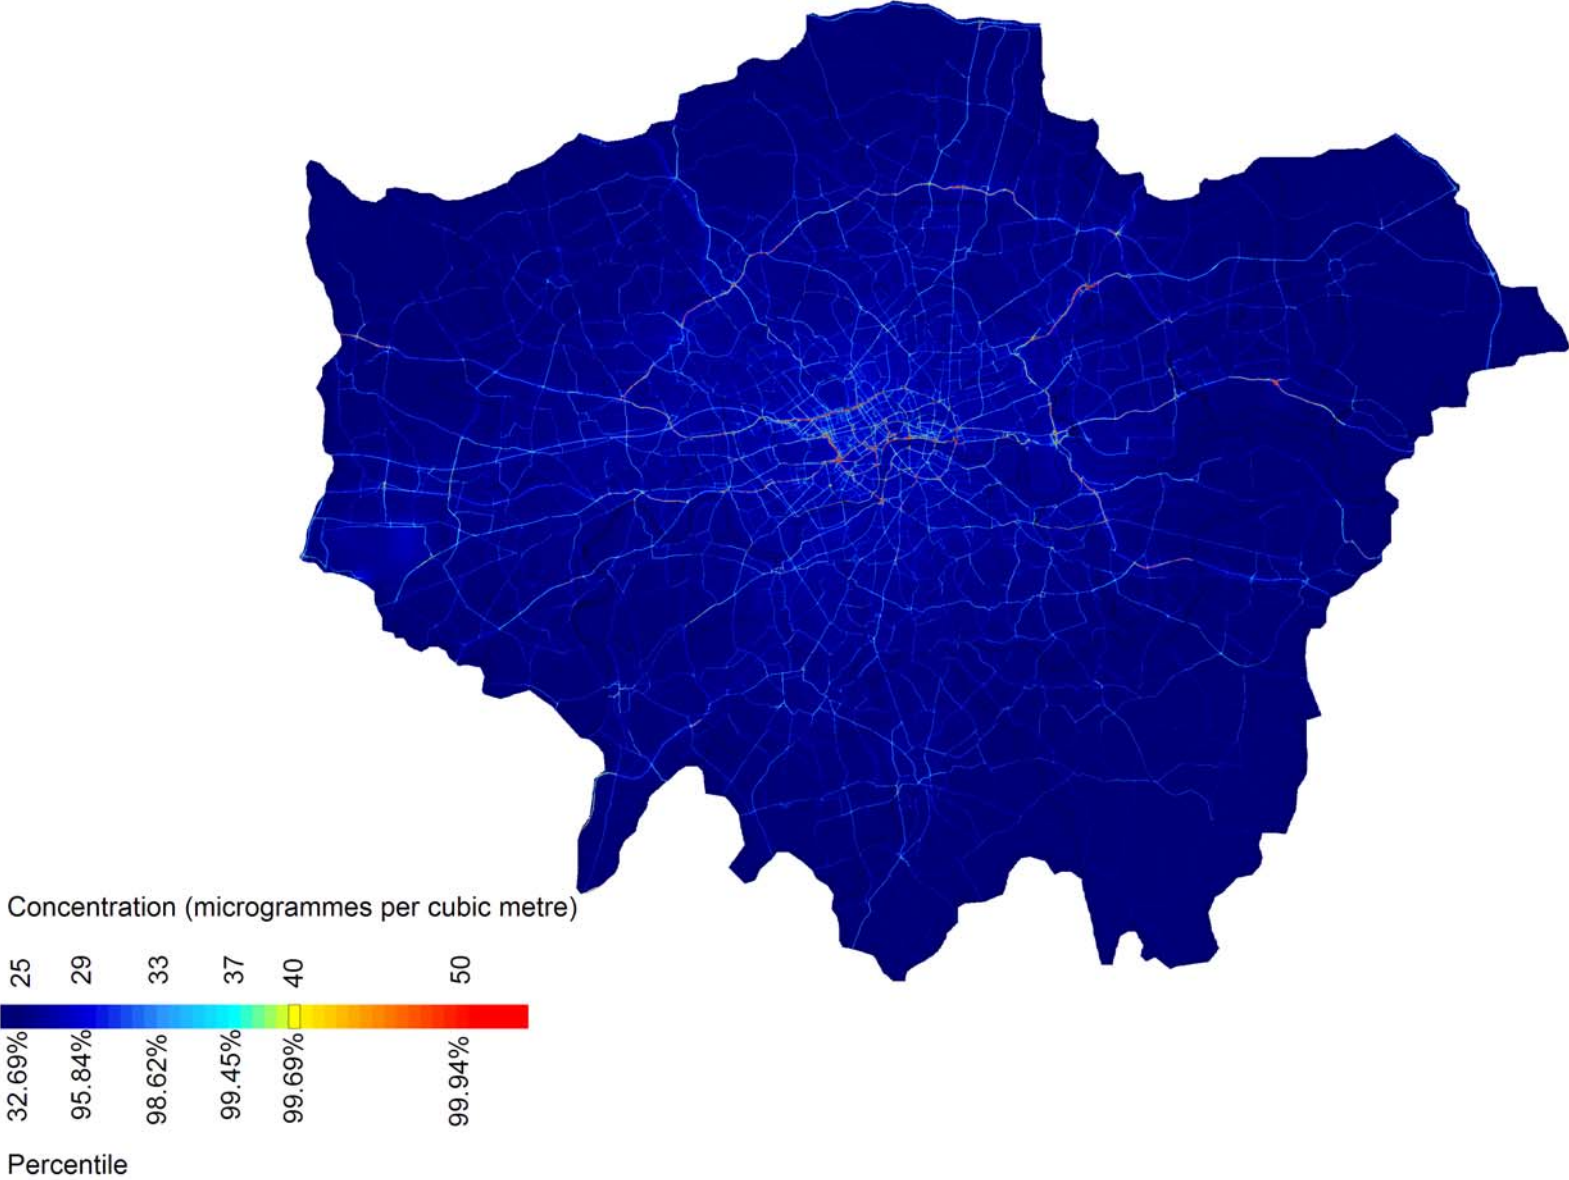 Concentration (microgrammes per cubic metre)
25 29 33 37 40 50
32.69% 95.84% 98.62% 99.45% 99.69% 99.94%
Percentile